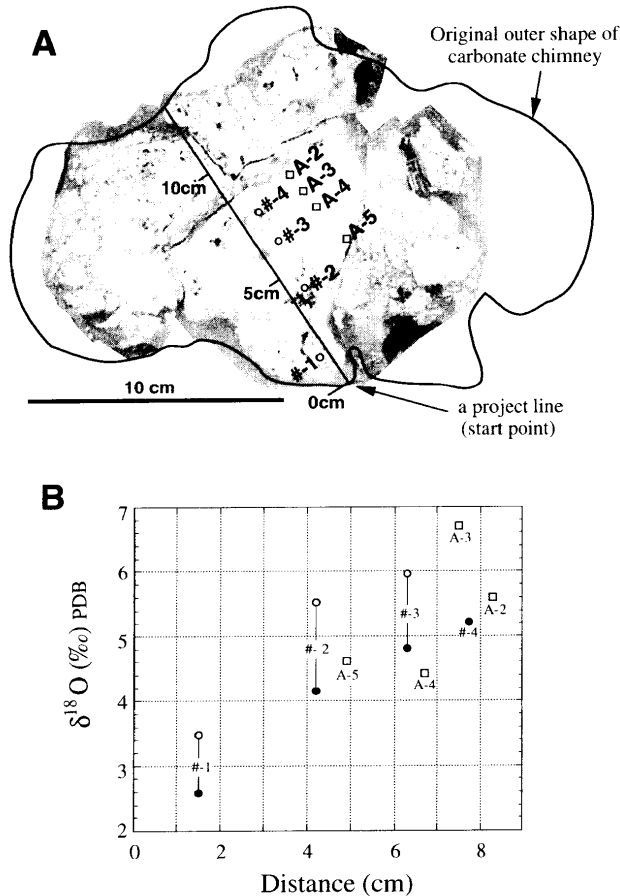 A
Original outer shape of
carbonate chimney
A-2
A-3
A-4
10cm
#-4
#-3
A-5
#-2
5cm
#-1
10 cm
0cm
a project line
(start point)
B
7
6
5
4
3
2
δ18O (‰) PDB
A-3
A-2
#-3
#-4
#- 2
A-5
A-4
#-1
0
2
4
6
8
Distance (cm)